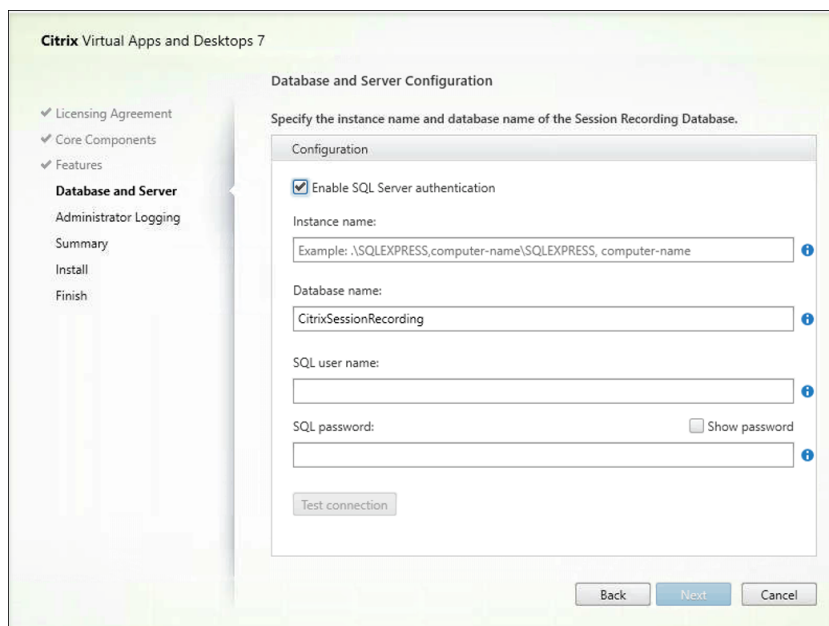 Citrix Virtual Apps and Desktops 7
Database and Server Configuration
Licensing Agreement
Core Components
Features
Database and Server
Administrator Logging
Summary
Install
Finish
Specify the instance name and database name of the Session Recording Database.
Configuration
Enable SQL Server authentication
Instance name:
Example: .\SQLEXPRESS,computer-name\SQLEXPRESS, computer-name
Database name:
CitrixSessionRecording
SQL user name:
SQL password:
Show password
Test connection
Back
Next
Cancel